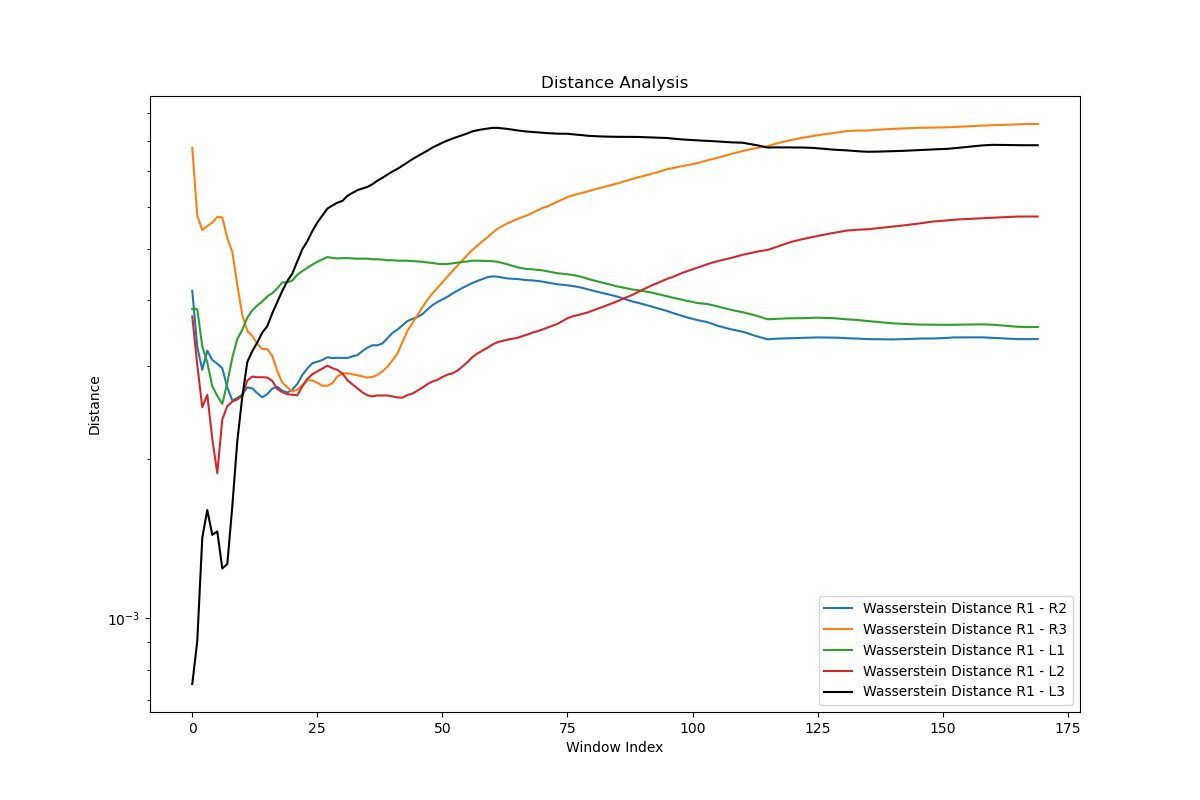 Distance Analysis
Distance
10^{-3}
0 25 50 75 100 125 150 175
Window Index
Wasserstein Distance R1 - R2
Wasserstein Distance R1 - R3
Wasserstein Distance R1 - L1
Wasserstein Distance R1 - L2
Wasserstein Distance R1 - L3